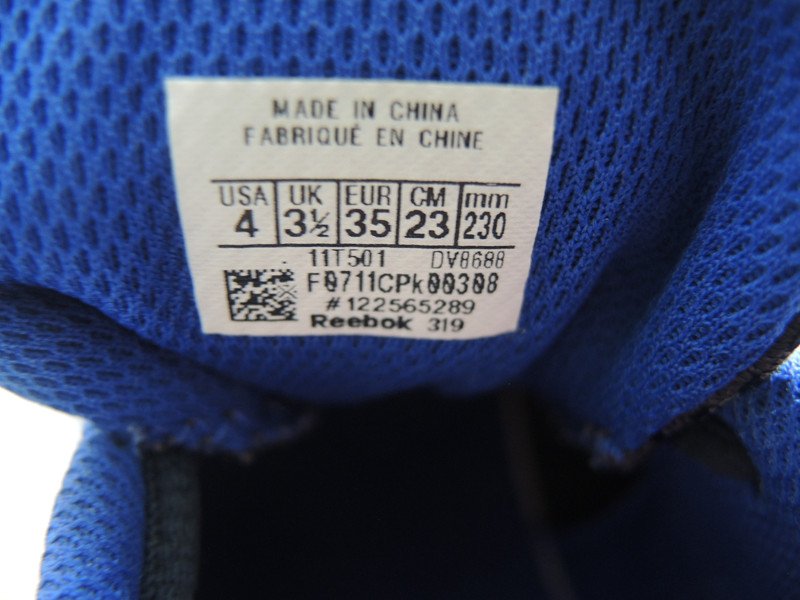 MADE IN CHINA
FABRIQUÉ EN CHINE
USA UK EUR CM mm
4 3½ 35 23 230
11T501 DV8688
F0711CPk00308
#122565289
Reebok 319